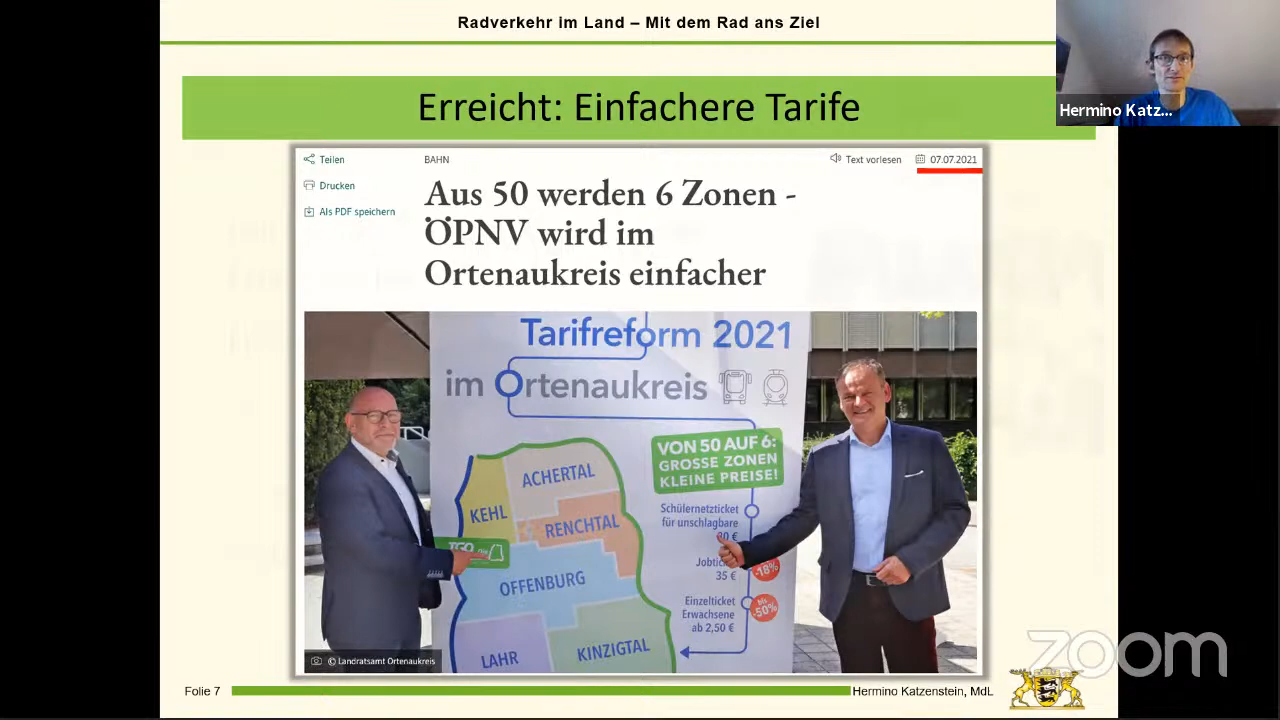 Radverkehr im Land – Mit dem Rad ans Ziel
Erreicht: Einfachere Tarife
Hermino Katz...
Teilen
Drucken
Als PDF speichern
BAHN
Text vorlesen
07.07.2021
Aus 50 werden 6 Zonen -
ÖPNV wird im
Ortenaukreis einfacher
Tarifreform 2021
im Ortenaukreis
VON 50 AUF 6:
GROSSE ZONEN
KLEINE PREISE!
ACHERTAL
KEHL
RENCHTAL
TGO
OFFENBURG
LAHR
KINZIGTAL
Schülernetzticket
für unschlagbare
€
35 €
-18%
Einzelticket
Erwachsene
ab 2,50 €
bis
-50%
© Landratsamt Ortenaukreis
zoom
Folie 7
Hermino Katzenstein, MdL